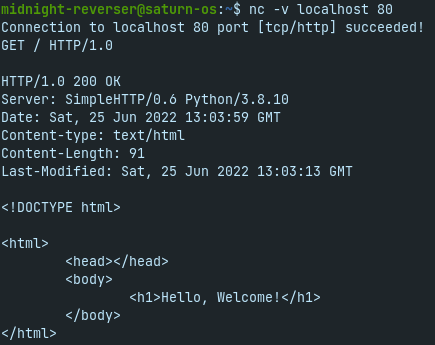 midnight-reverser@saturn-os:~$ nc -v localhost 80
Connection to localhost 80 port [tcp/http] succeeded!
GET / HTTP/1.0

HTTP/1.0 200 OK
Server: SimpleHTTP/0.6 Python/3.8.10
Date: Sat, 25 Jun 2022 13:03:59 GMT
Content-type: text/html
Content-Length: 91
Last-Modified: Sat, 25 Jun 2022 13:03:13 GMT

<!DOCTYPE html>

<html>
        <head></head>
        <body>
                <h1>Hello, Welcome!</h1>
        </body>
</html>